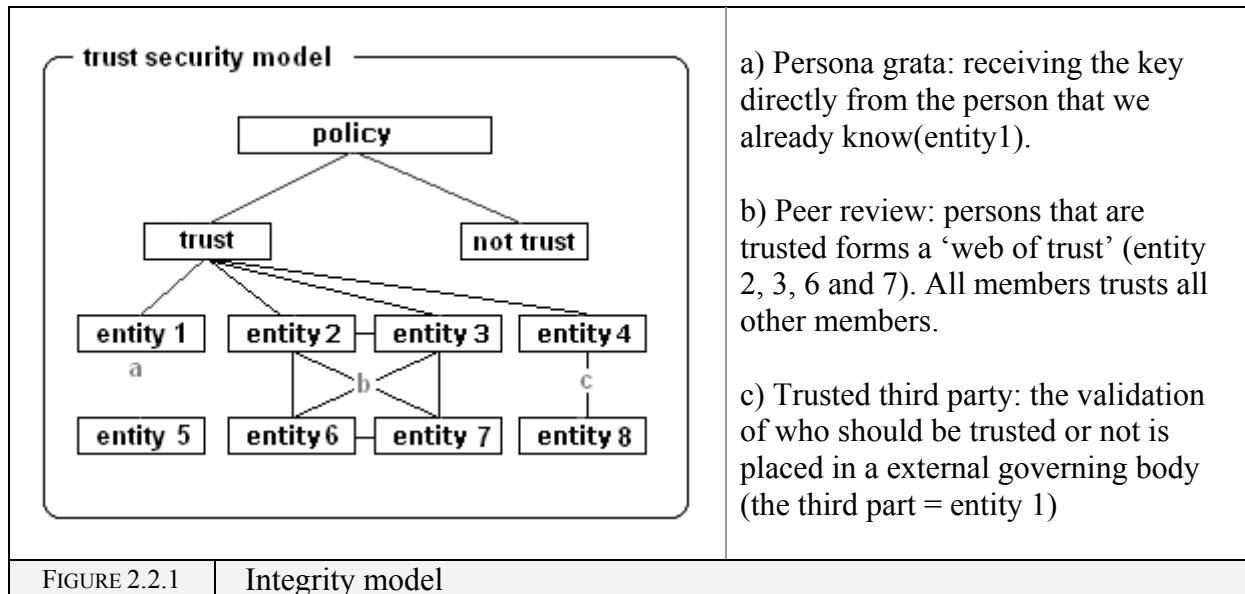 trust security model
policy
trust
not trust
entity 1
entity 2
entity 3
entity 4
a
b
c
entity 5
entity 6
entity 7
entity 8
a) Persona grata: receiving the key
directly from the person that we
already know(entity1).
b) Peer review: persons that are
trusted forms a ‘web of trust’ (entity
2, 3, 6 and 7). All members trusts all
other members.
c) Trusted third party: the validation
of who should be trusted or not is
placed in a external governing body
(the third part = entity 1)
FIGURE 2.2.1
Integrity model